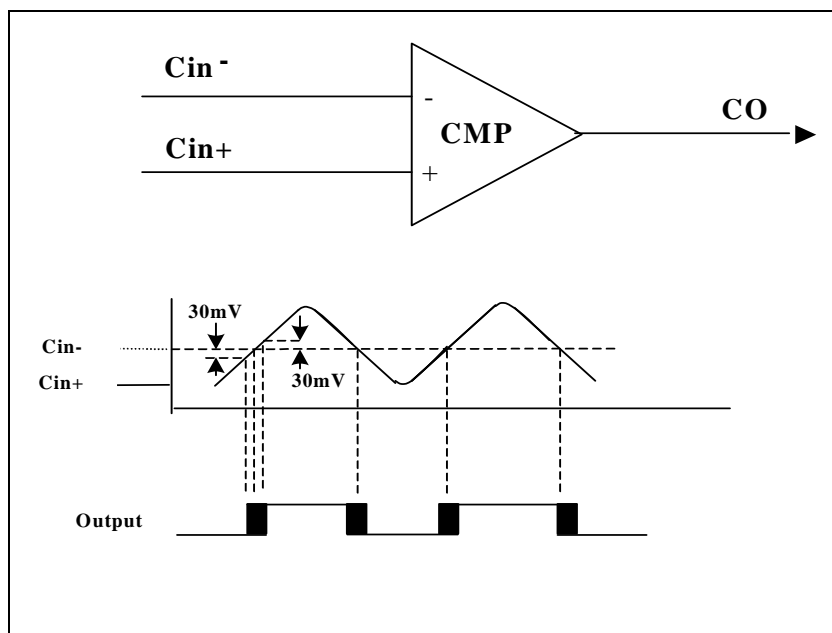 Cin -
-
CO
CMP
Cin+
+
30mV
Cin-
Cin+
30mV
Output